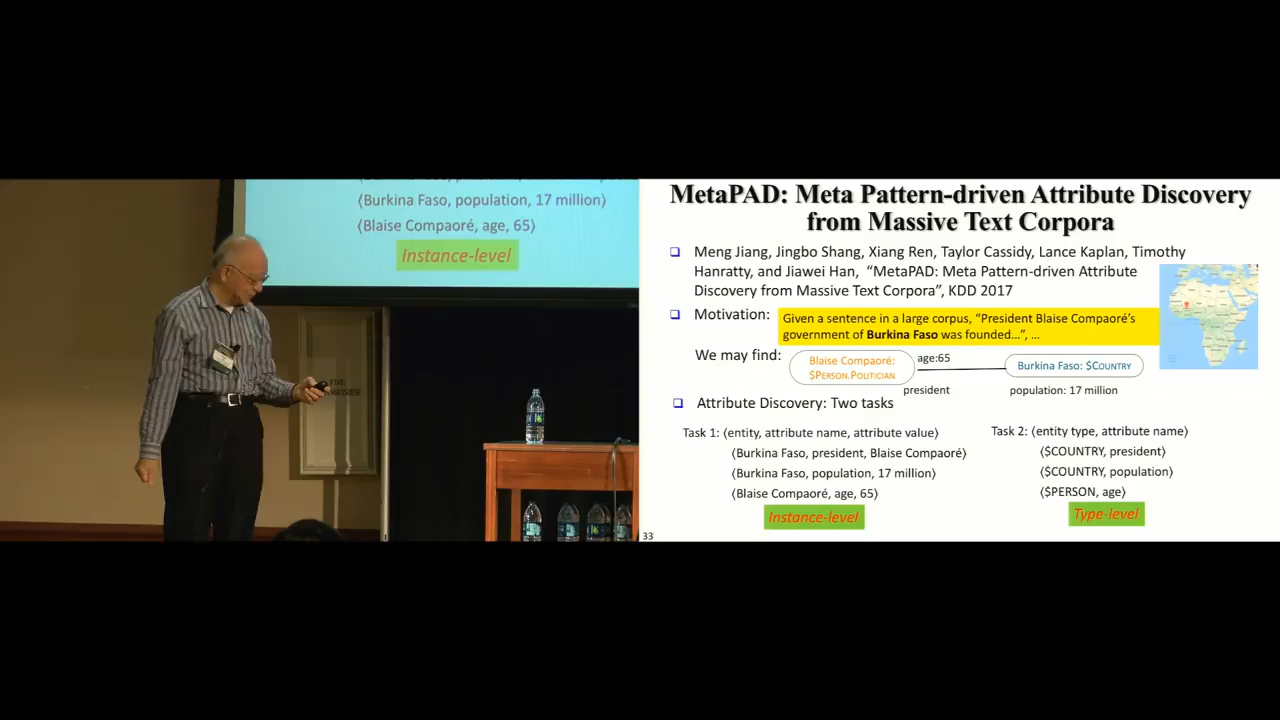 ⟨Burkina Faso, population, 17 million⟩
⟨Blaise Compaoré, age, 65⟩
Instance-level
FIRE
MetaPAD: Meta Pattern-driven Attribute Discovery
from Massive Text Corpora
Meng Jiang, Jingbo Shang, Xiang Ren, Taylor Cassidy, Lance Kaplan, Timothy
Hanratty, and Jiawei Han, “MetaPAD: Meta Pattern-driven Attribute
Discovery from Massive Text Corpora”, KDD 2017
Motivation:
Given a sentence in a large corpus, “President Blaise Compaoré’s
government of Burkina Faso was founded…”, …
We may find:
Blaise Compaoré:
$PERSON.POLITICIAN
age:65
president
Burkina Faso: $COUNTRY
population: 17 million
Attribute Discovery: Two tasks
Task 1: ⟨entity, attribute name, attribute value⟩
⟨Burkina Faso, president, Blaise Compaoré⟩
⟨Burkina Faso, population, 17 million⟩
⟨Blaise Compaoré, age, 65⟩
Instance-level
Task 2: ⟨entity type, attribute name⟩
⟨$COUNTRY, president⟩
⟨$COUNTRY, population⟩
⟨$PERSON, age⟩
Type-level
33